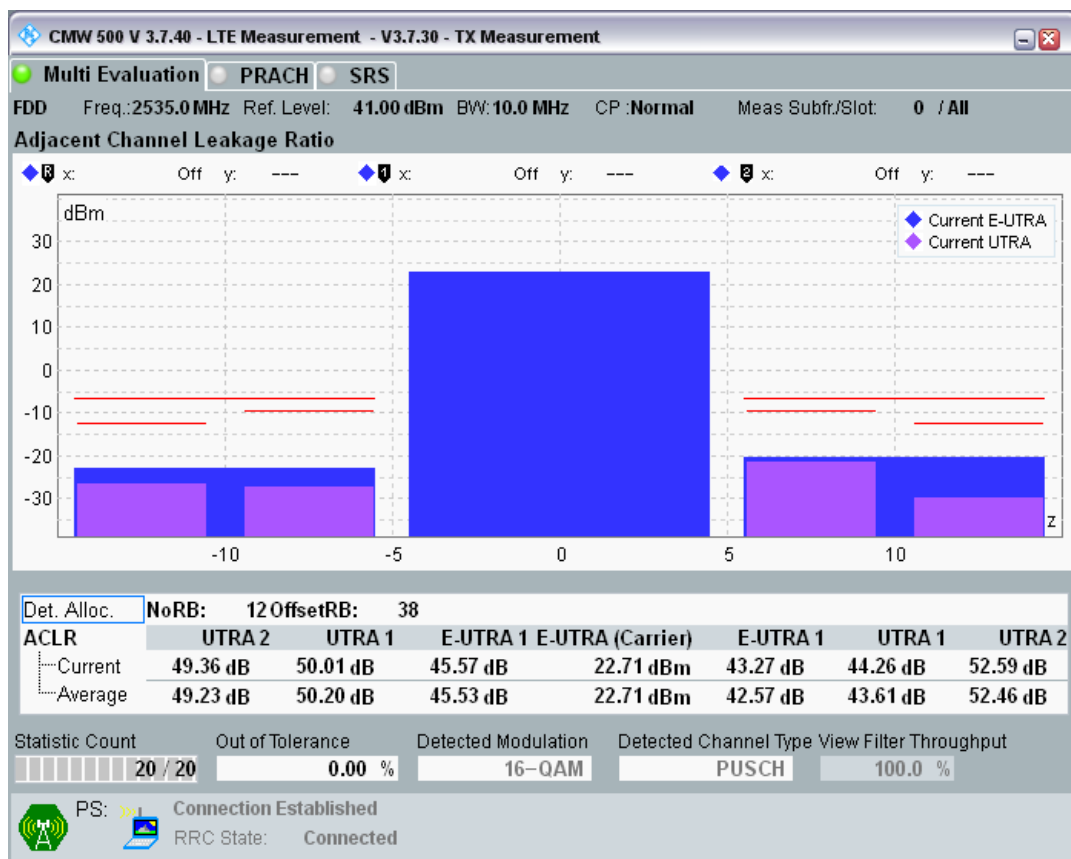 CMW 500 V 3.7.40 - LTE Measurement - V3.7.30 - TX Measurement
Multi Evaluation PRACH SRS
FDD Freq.:2535.0 MHz Ref. Level: 41.00 dBm BW: 10.0 MHz CP :Normal Meas Subfr./Slot: 0 / All
Adjacent Channel Leakage Ratio
R x: Off y: --- 1 x: Off y: --- 2 x: Off y: ---
dBm
Current E-UTRA
Current UTRA
30
20
10
0
-10
-20
-30
z
-10 -5 0 5 10
Det. Alloc. NoRB: 12 OffsetRB: 38
ACLR UTRA 2 UTRA 1 E-UTRA 1 E-UTRA (Carrier) E-UTRA 1 UTRA 1 UTRA 2
Current 49.36 dB 50.01 dB 45.57 dB 22.71 dBm 43.27 dB 44.26 dB 52.59 dB
Average 49.23 dB 50.20 dB 45.53 dB 22.71 dBm 42.57 dB 43.61 dB 52.46 dB
Statistic Count Out of Tolerance Detected Modulation Detected Channel Type View Filter Throughput
20 / 20 0.00 % 16-QAM PUSCH 100.0 %
PS: Connection Established
RRC State: Connected